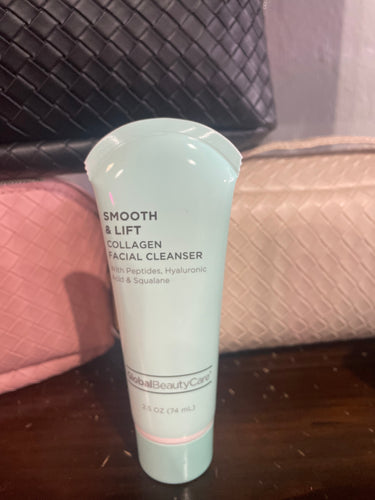 SMOOTH
& LIFT
COLLAGEN
FACIAL CLEANSER
With Peptides, Hyaluronic
Acid & Squalane
GlobalBeautyCare
2.5 OZ (74 mL)